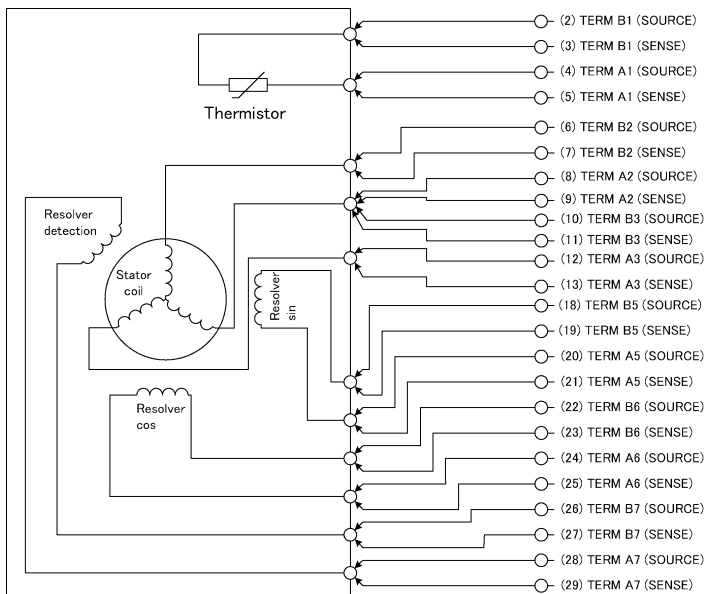 (2) TERM B1 (SOURCE)
(3) TERM B1 (SENSE)
(4) TERM A1 (SOURCE)
(5) TERM A1 (SENSE)
Thermistor
(6) TERM B2 (SOURCE)
(7) TERM B2 (SENSE)
(8) TERM A2 (SOURCE)
(9) TERM A2 (SENSE)
(10) TERM B3 (SOURCE)
(11) TERM B3 (SENSE)
(12) TERM A3 (SOURCE)
(13) TERM A3 (SENSE)
Resolver
detection
Stator
coil
Resolver
sin
(18) TERM B5 (SOURCE)
(19) TERM B5 (SENSE)
(20) TERM A5 (SOURCE)
(21) TERM A5 (SENSE)
Resolver
cos
(22) TERM B6 (SOURCE)
(23) TERM B6 (SENSE)
(24) TERM A6 (SOURCE)
(25) TERM A6 (SENSE)
(26) TERM B7 (SOURCE)
(27) TERM B7 (SENSE)
(28) TERM A7 (SOURCE)
(29) TERM A7 (SENSE)